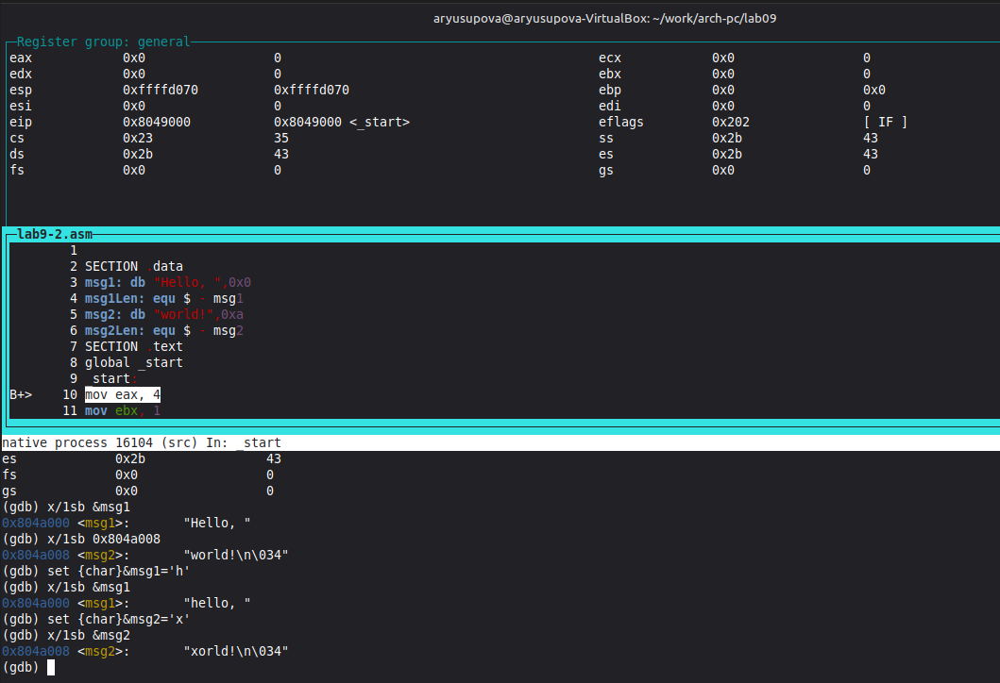 aryusupova@aryusupova-VirtualBox: ~/work/arch-pc/lab09
Register group: general
eax 0x0 0 ecx 0x0 0
edx 0x0 0 ebx 0x0 0
esp 0xffffd070 0xffffd070 ebp 0x0 0x0
esi 0x0 0 edi 0x0 0
eip 0x8049000 0x8049000 <_start> eflags 0x202 [ IF ]
cs 0x23 35 ss 0x2b 43
ds 0x2b 43 es 0x2b 43
fs 0x0 0 gs 0x0 0
lab9-2.asm
1
2 SECTION .data
3 msg1: db "Hello, ",0x0
4 msg1Len: equ $ - msg1
5 msg2: db "world!",0xa
6 msg2Len: equ $ - msg2
7 SECTION .text
8 global _start
9 _start:
B+> 10 mov eax, 4
11 mov ebx, 1
native process 16104 (src) In: _start
es 0x2b 43
fs 0x0 0
gs 0x0 0
(gdb) x/1sb &msg1
0x804a000 <msg1>: "Hello, "
(gdb) x/1sb 0x804a008
0x804a008 <msg2>: "world!\n\034"
(gdb) set {char}&msg1='h'
(gdb) x/1sb &msg1
0x804a000 <msg1>: "hello, "
(gdb) set {char}&msg2='x'
(gdb) x/1sb &msg2
0x804a008 <msg2>: "xorld!\n\034"
(gdb)